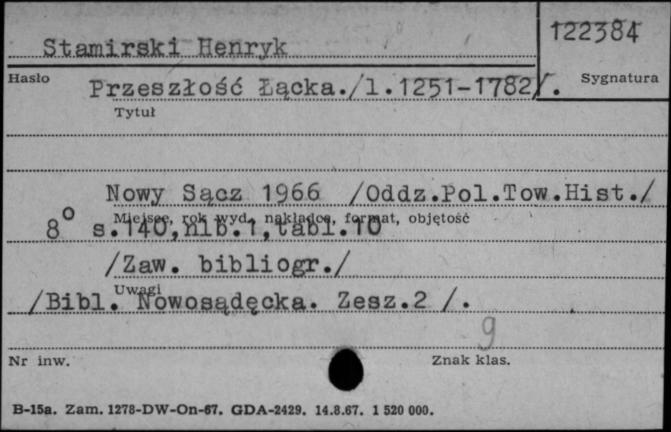 Stamirski Henryk
122384
Hasło
Sygnatura
Przeszłość Łącka./l.1251-1782/.
Tytuł
Nowy Sącz 1966 /Oddz.Pol.Tow.Hist./
Miejsce, rok wyd., nakładca, format, objętość
8° s.140,nlb.1,tabl.10
/Zaw. bibliogr./
Uwagi
/Bibl. Nowosądecka. Zesz.2 /.
9
Nr inw.
Znak klas.
B-15a. Zam. 1278-DW-On-67. GDA-2429. 14.8.67. 1 520 000.